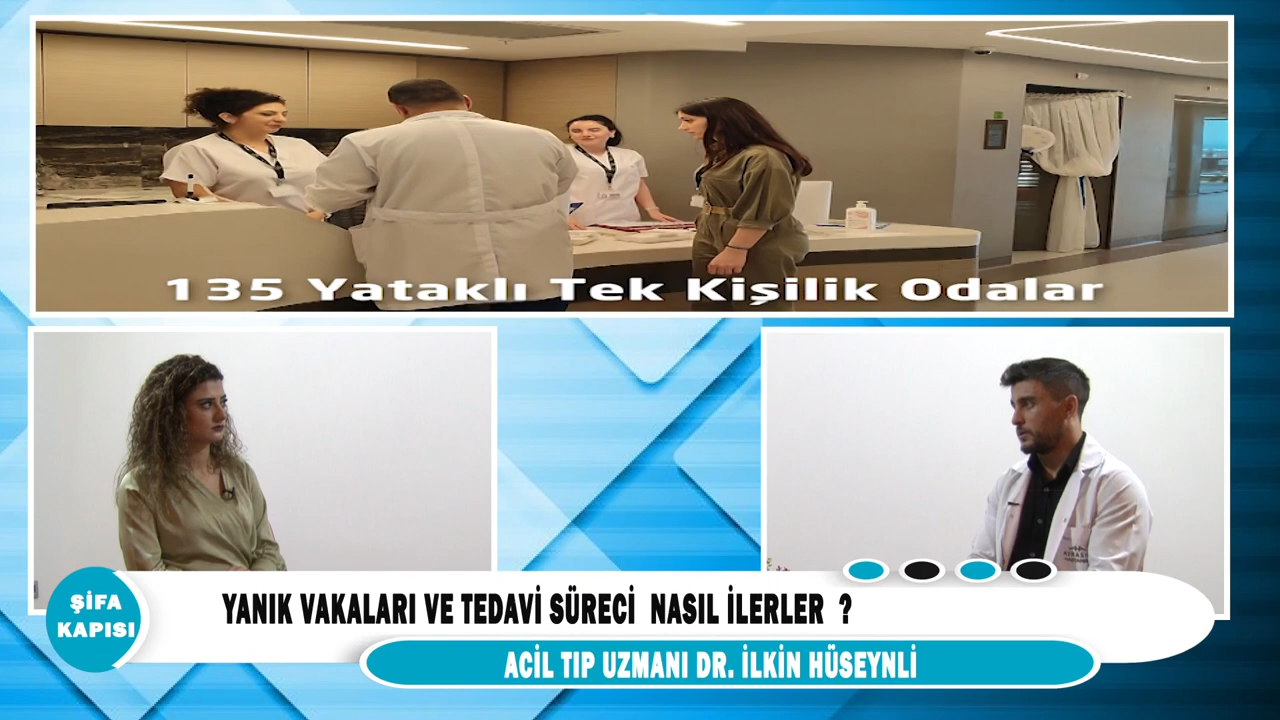 135 Yataklı Tek Kişilik Odalar
ŞİFA
KAPISI
YANIK VAKALARI VE TEDAVİ SÜRECİ NASIL İLERLER ?
ACİL TIP UZMANI DR. İLKİN HÜSEYNLİ